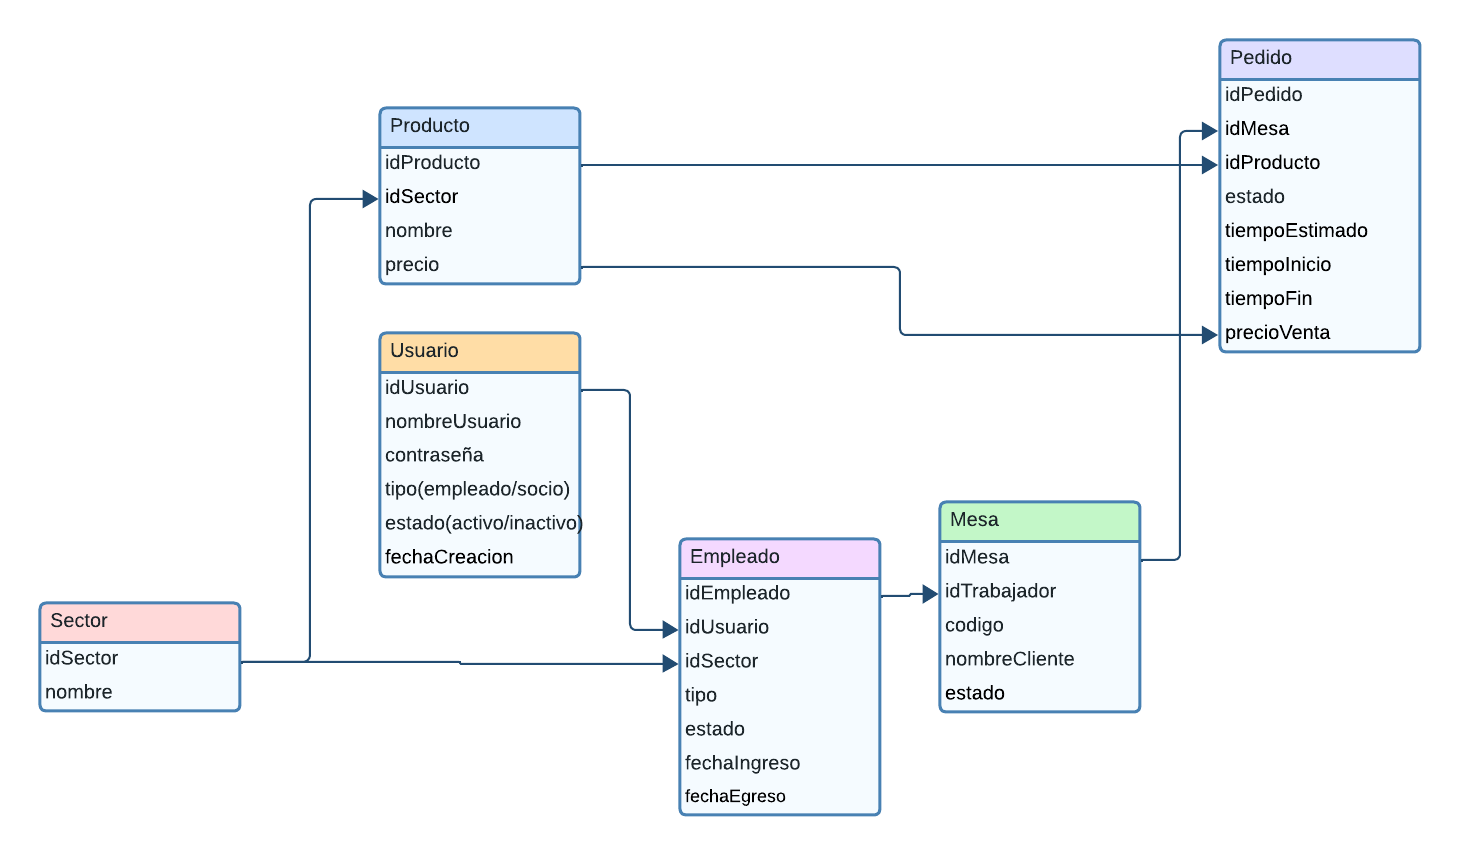 Pedido
idPedido
idMesa
idProducto
estado
tiempoEstimado
tiempoInicio
tiempoFin
precioVenta
Producto
idProducto
idSector
nombre
precio
Usuario
idUsuario
nombreUsuario
contraseña
tipo(empleado/socio)
estado(activo/inactivo)
fechaCreacion
Sector
idSector
nombre
Empleado
idEmpleado
idUsuario
idSector
tipo
estado
fechaIngreso
fechaEgreso
Mesa
idMesa
idTrabajador
codigo
nombreCliente
estado